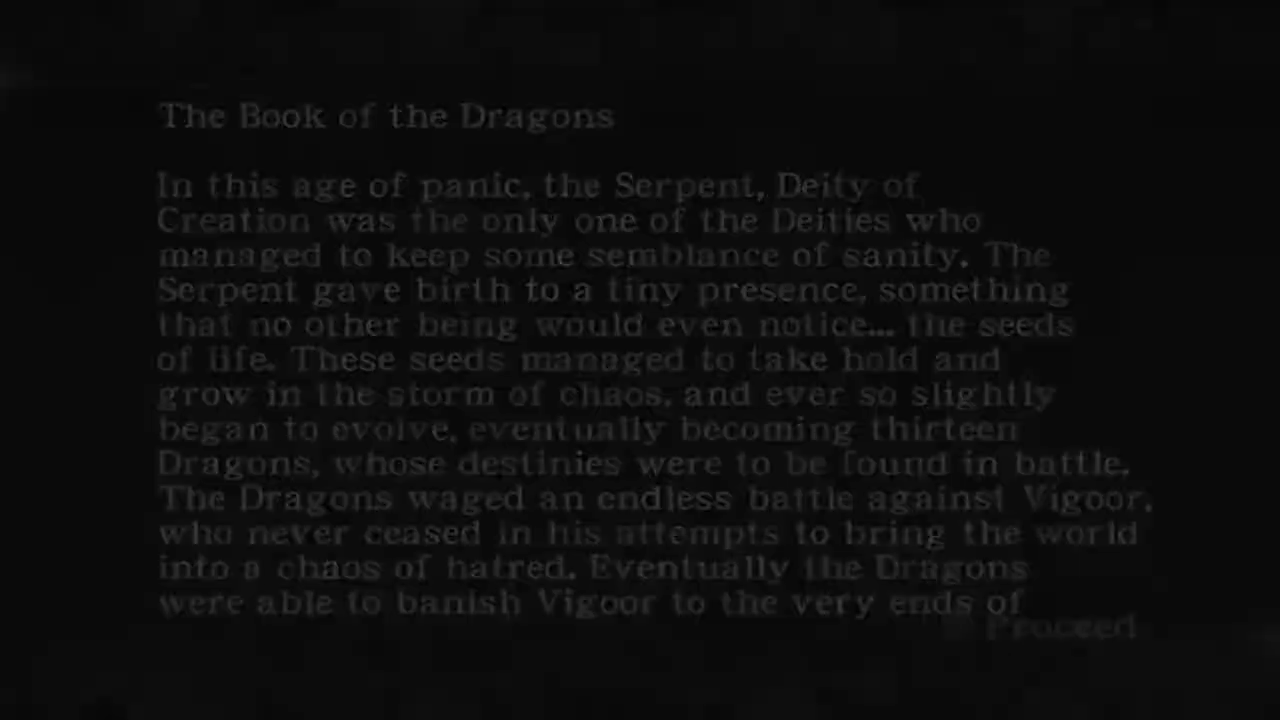 The Book of the Dragons
In this age of panic, the Serpent, Deity of
Creation was the only one of the Deities who
managed to keep some semblance of sanity. The
Serpent gave birth to a tiny presence, something
that no other being would even notice... the seeds
of life. These seeds managed to take hold and
grow in the storm of chaos, and ever so slightly
began to evolve, eventually becoming thirteen
Dragons, whose destinies were to be found in battle.
The Dragons waged an endless battle against Vigoor,
who never ceased in his attempts to bring the world
into a chaos of hatred. Eventually the Dragons
were able to banish Vigoor to the very ends of
Proceed